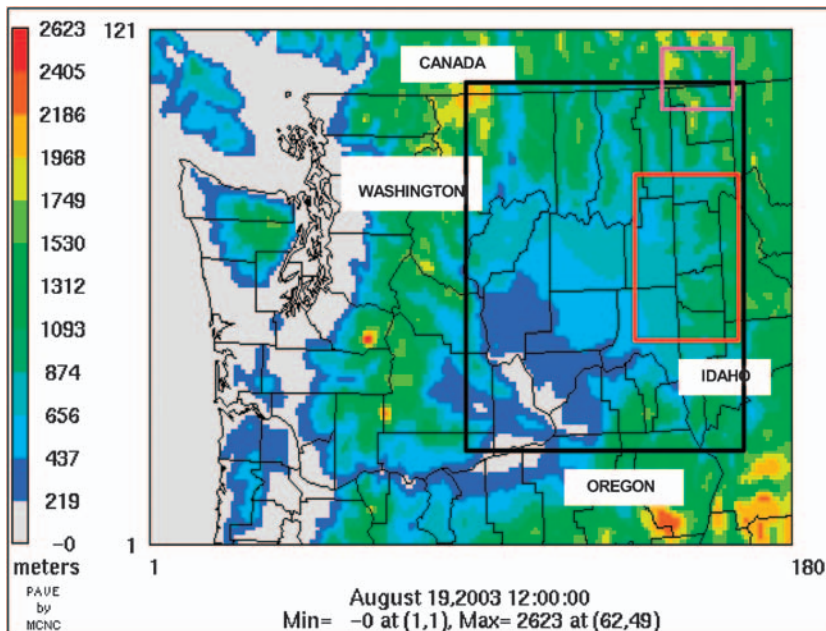 2623
2405
2186
1968
1749
1530
1312
1093
874
656
437
219
−0
meters
PAVE
by
MCNC
121
1
1
180
CANADA
WASHINGTON
IDAHO
OREGON
August 19,2003 12:00:00
Min= −0 at (1,1), Max= 2623 at (62,49)